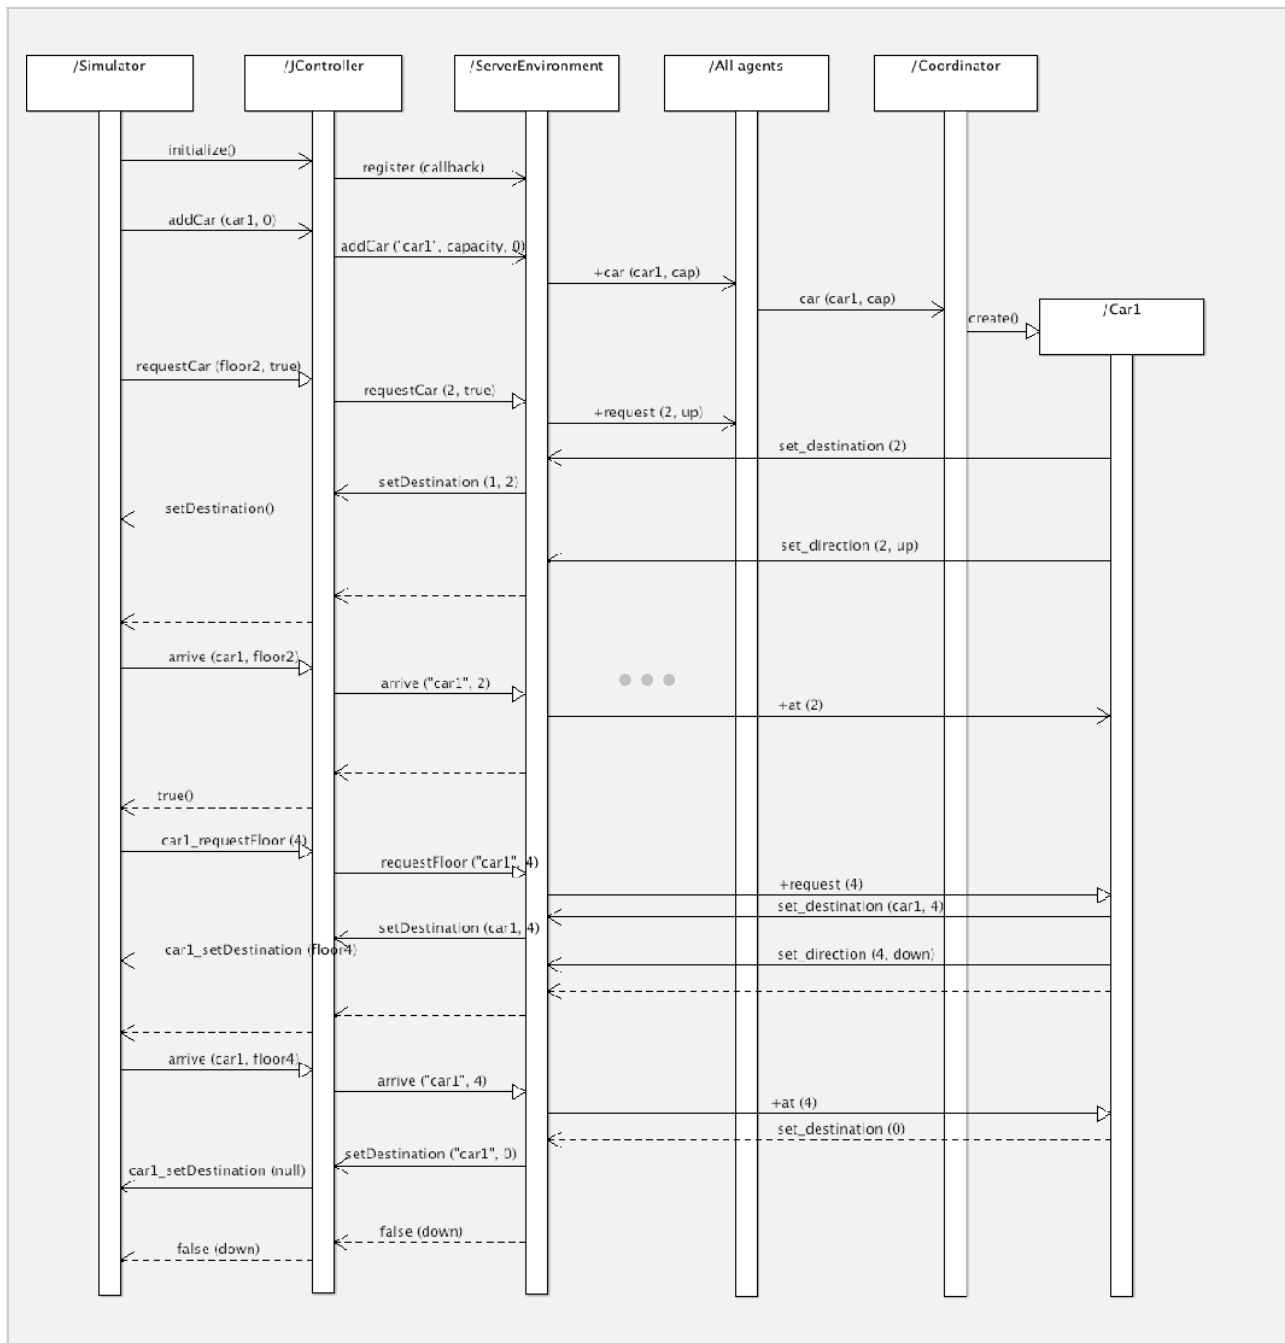 /Simulator
/JController
/ServerEnvironment
/All agents
/Coordinator
initialize()
register (callback)
addCar (car1, 0)
addCar ("car1", capacity, 0)
+car (car1, cap)
car (car1, cap)
/Car1
create()
requestCar (floor2, true)
requestCar (2, true)
+request (2, up)
set_destination (2)
setDestination (1, 2)
setDestination()
set_direction (2, up)
arrive (car1, floor2)
arrive ("car1", 2)
+at (2)
true()
car1_requestFloor (4)
requestFloor ("car1", 4)
+request (4)
set_destination (car1, 4)
setDestination (car1, 4)
car1_setDestination (floor4)
set_direction (4, down)
arrive (car1, floor4)
arrive ("car1", 4)
+at (4)
set_destination (0)
setDestination ("car1", 0)
car1_setDestination (null)
false (down)
false (down)